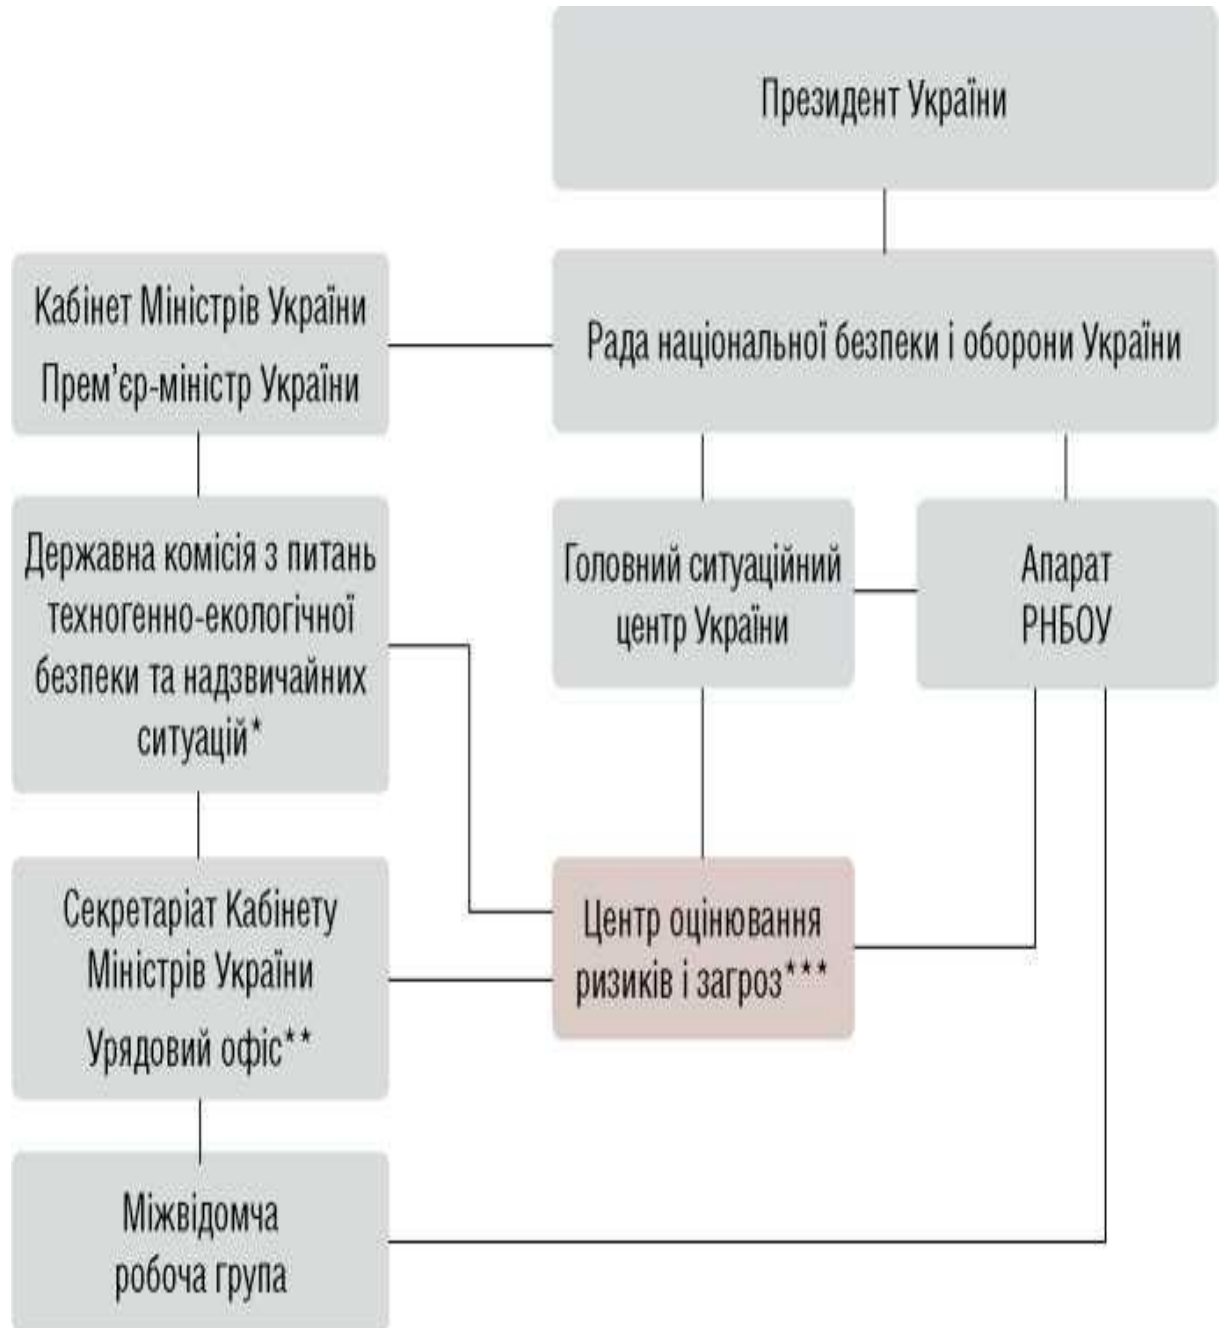 Президент України
Кабінет Міністрів України
Прем’єр-міністр України
Рада національної безпеки і оборони України
Державна комісія з питань
техногенно-екологічної
безпеки та надзвичайних
ситуацій*
Головний ситуаційний
центр України
Апарат
РНБОУ
Секретаріат Кабінету
Міністрів України
Урядовий офіс**
Центр оцінювання
ризиків і загроз***
Міжвідомча
робоча група